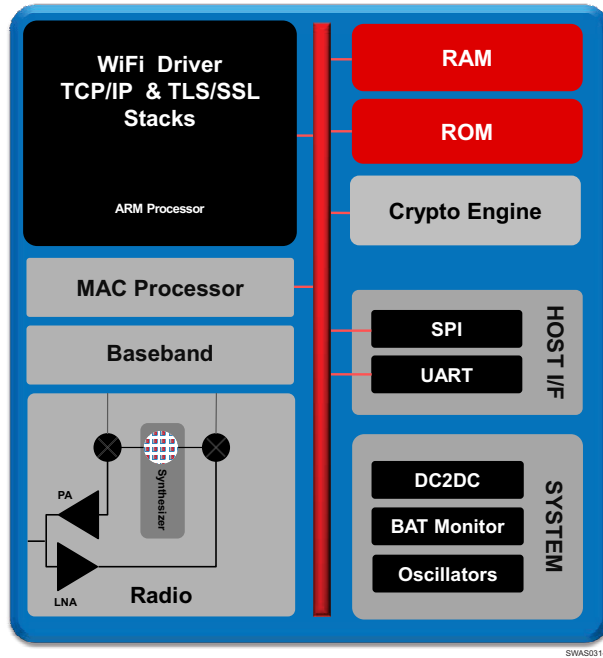 WiFi Driver
TCP/IP & TLS/SSL
Stacks
ARM Processor
MAC Processor
Baseband
Synthesizer
PA
LNA
Radio
RAM
ROM
Crypto Engine
SPI
UART
HOST I/F
DC2DC
BAT Monitor
Oscillators
SYSTEM
SWAS031